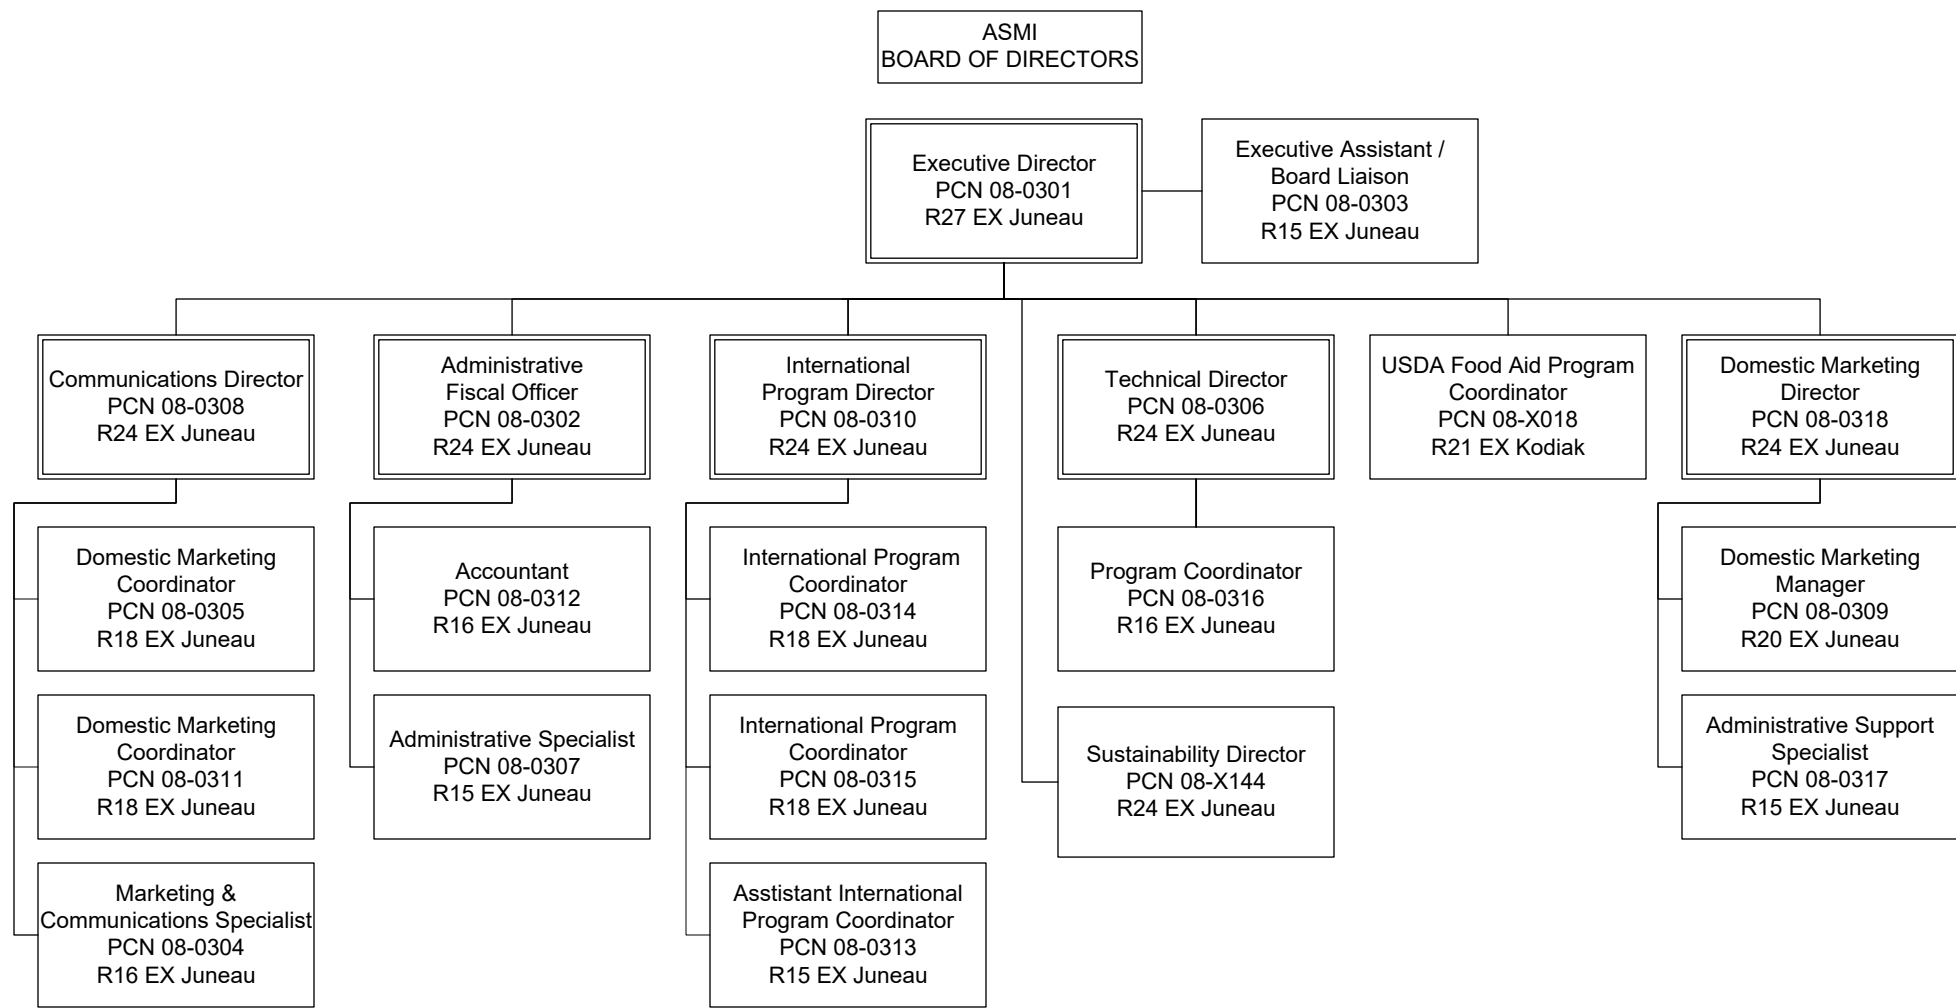 ASMI
BOARD OF DIRECTORS
Executive Director
PCN 08-0301
R27 EX Juneau
Executive Assistant /
Board Liaison
PCN 08-0303
R15 EX Juneau
Communications Director
PCN 08-0308
R24 EX Juneau
Administrative
Fiscal Officer
PCN 08-0302
R24 EX Juneau
International
Program Director
PCN 08-0310
R24 EX Juneau
Technical Director
PCN 08-0306
R24 EX Juneau
USDA Food Aid Program
Coordinator
PCN 08-X018
R21 EX Kodiak
Domestic Marketing
Director
PCN 08-0318
R24 EX Juneau
Domestic Marketing
Coordinator
PCN 08-0305
R18 EX Juneau
Accountant
PCN 08-0312
R16 EX Juneau
International Program
Coordinator
PCN 08-0314
R18 EX Juneau
Program Coordinator
PCN 08-0316
R16 EX Juneau
Domestic Marketing
Manager
PCN 08-0309
R20 EX Juneau
Domestic Marketing
Coordinator
PCN 08-0311
R18 EX Juneau
Administrative Specialist
PCN 08-0307
R15 EX Juneau
International Program
Coordinator
PCN 08-0315
R18 EX Juneau
Sustainability Director
PCN 08-X144
R24 EX Juneau
Administrative Support
Specialist
PCN 08-0317
R15 EX Juneau
Marketing &
Communications Specialist
PCN 08-0304
R16 EX Juneau
Asstistant International
Program Coordinator
PCN 08-0313
R15 EX Juneau